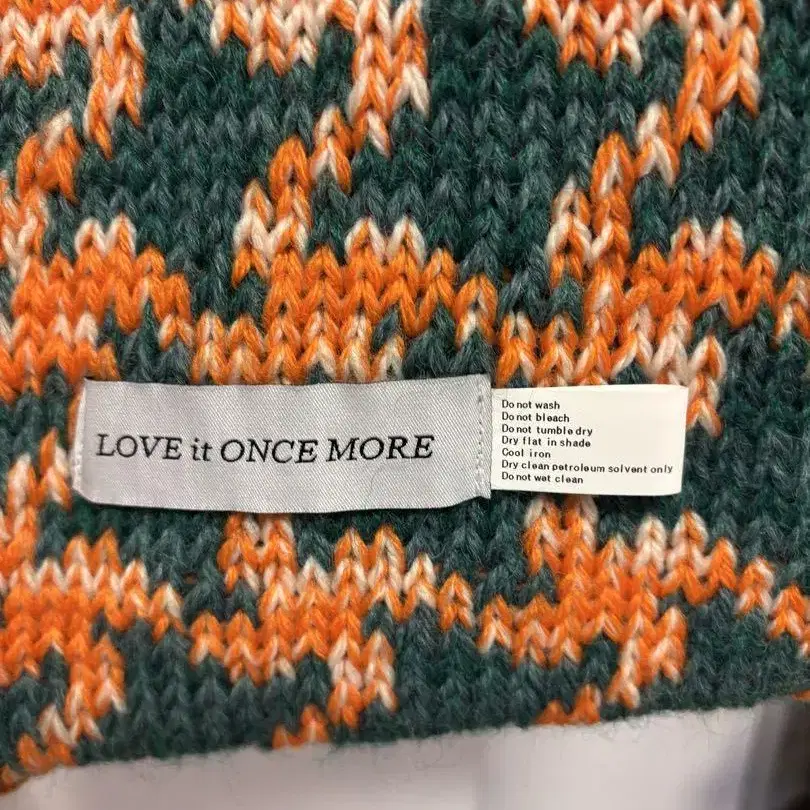 LOVE it ONCE MORE
Do not wash
Do not bleach
Do not tumble dry
Dry flat in shade
Cool iron
Dry clean petroleum solvent only
Do not wet clean